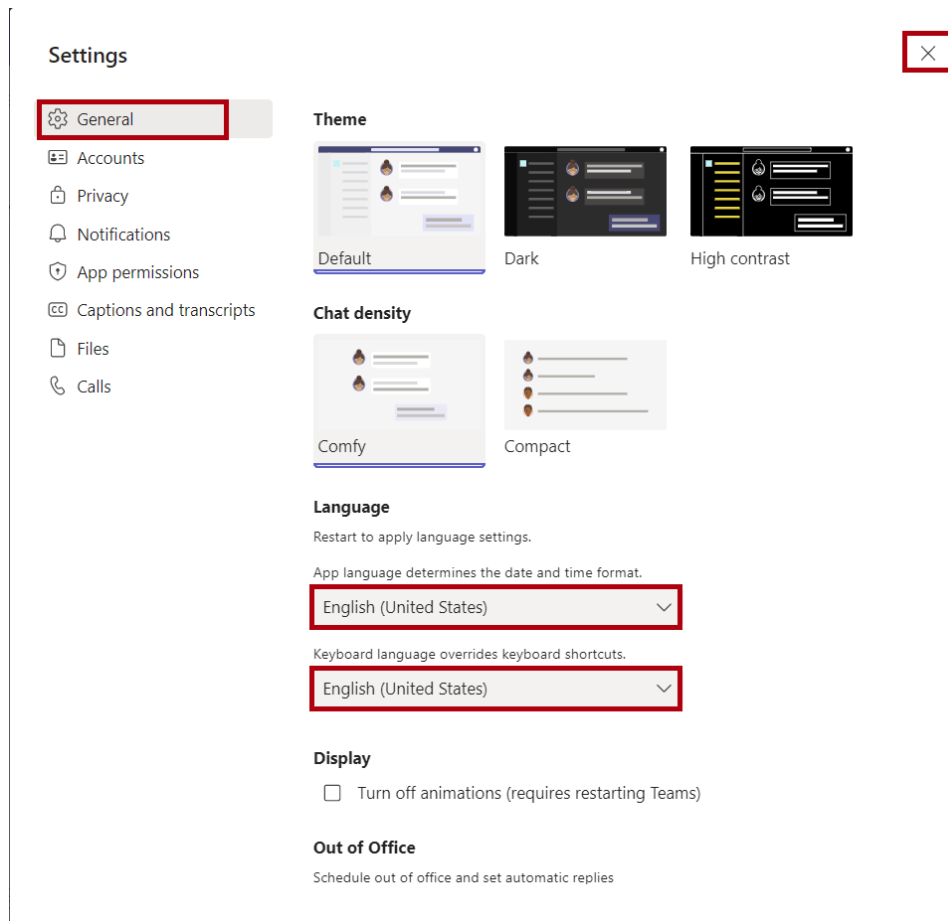 Settings
General
Accounts
Privacy
Notifications
App permissions
CC Captions and transcripts
Files
Calls
Theme
Default
Dark
High contrast
Chat density
Comfy
Compact
Language
Restart to apply language settings.
App language determines the date and time format.
English (United States)
Keyboard language overrides keyboard shortcuts.
English (United States)
Display
Turn off animations (requires restarting Teams)
Out of Office
Schedule out of office and set automatic replies